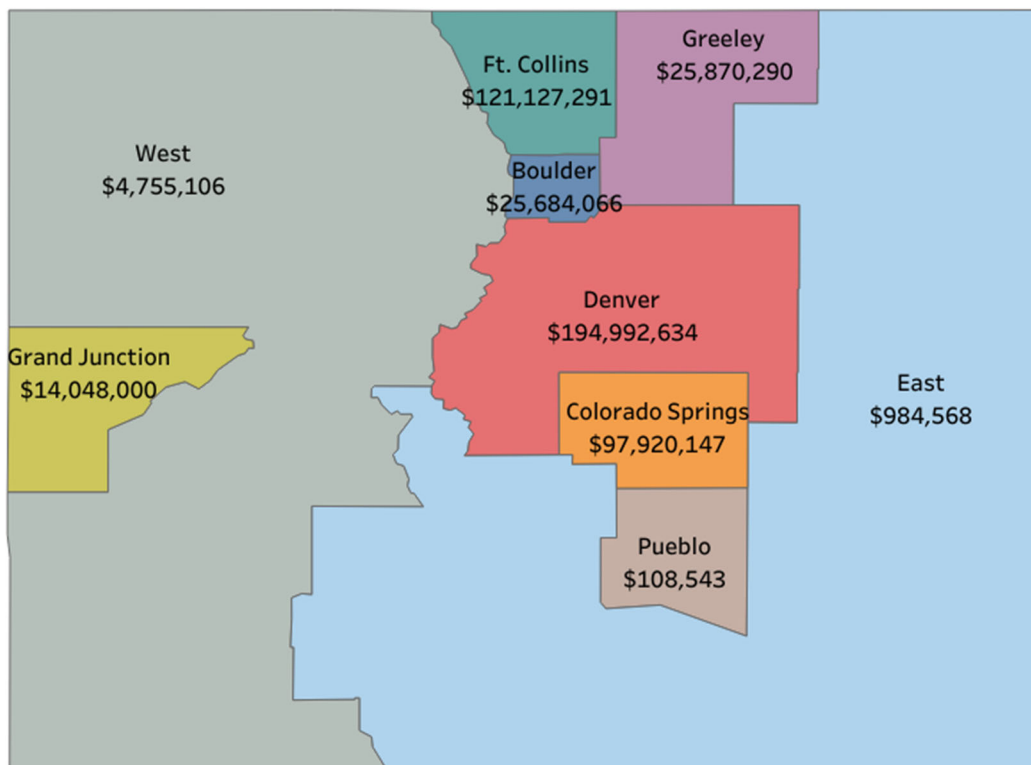 Greeley
$25,870,290
Ft. Collins
$121,127,291
West
$4,755,106
Boulder
$25,684,066
Denver
$194,992,634
Grand Junction
$14,048,000
East
$984,568
Colorado Springs
$97,920,147
Pueblo
$108,543